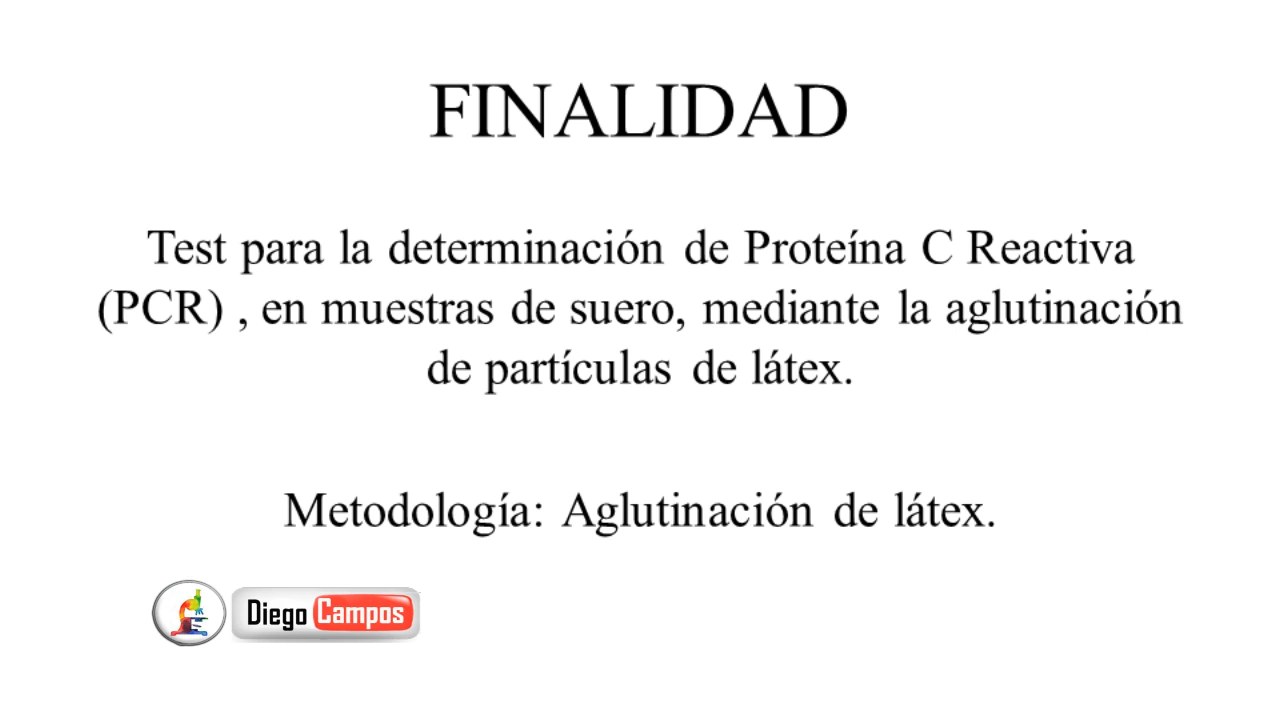 FINALIDAD
Test para la determinación de Proteína C Reactiva
(PCR) , en muestras de suero, mediante la aglutinación
de partículas de látex.
Metodología: Aglutinación de látex.
Diego Campos